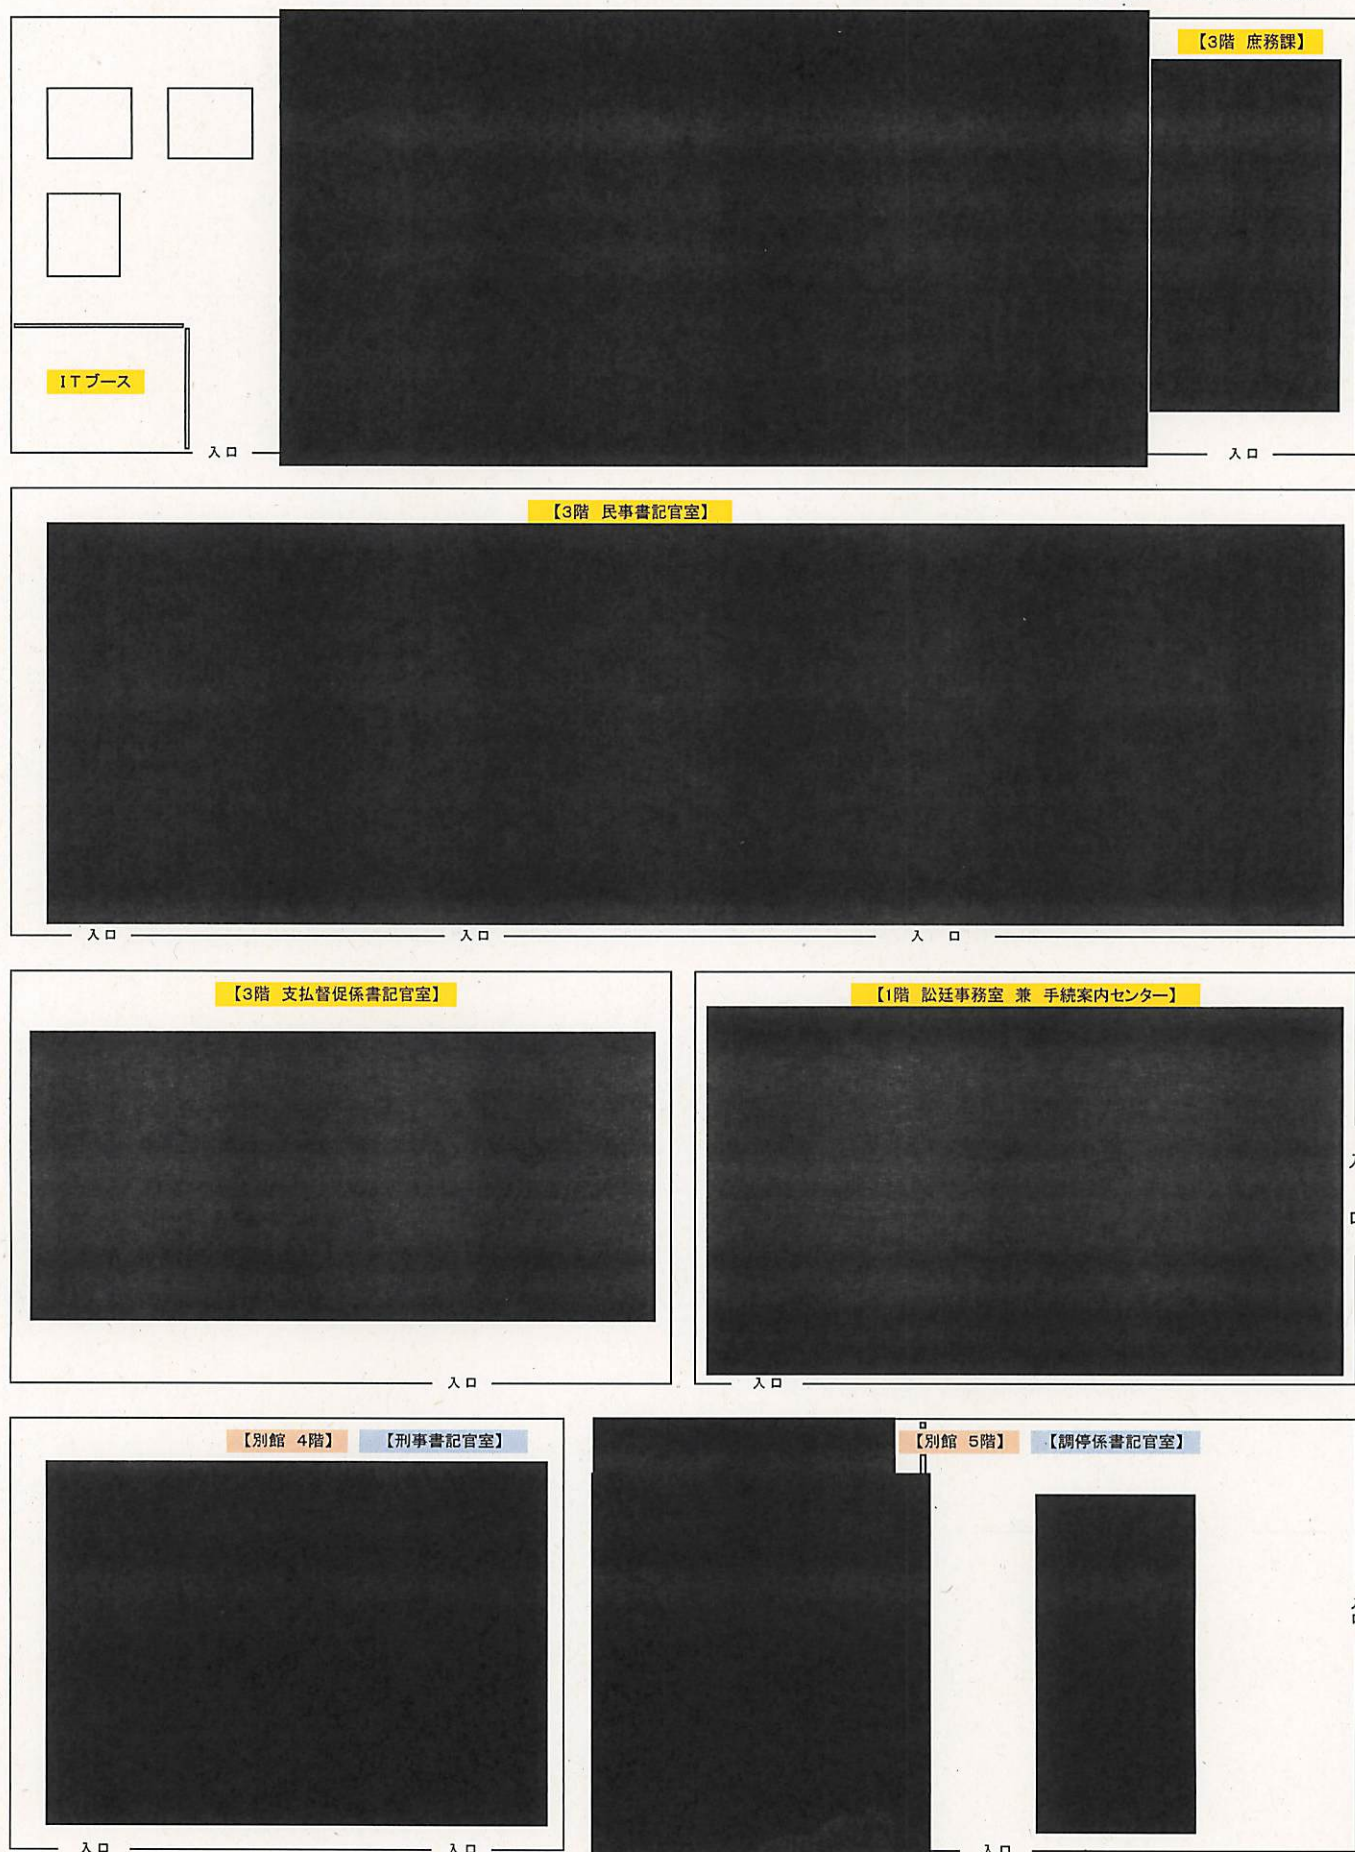 【3階 庶務課】
ITブース
入口
入口
【3階 民事書記官室】
入口
入口
入口
【3階 支払督促係書記官室】
【1階 訟廷事務室 兼 手続案内センター】
入口
入口
入口
【別館 4階】 【刑事書記官室】
【別館 5階】 【調停係書記官室】
入口
入口
入口
入口